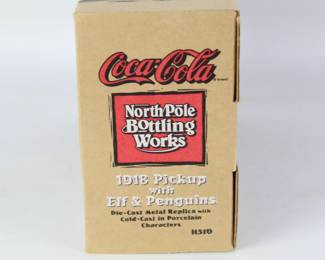 Coca-Cola
North Pole
Bottling
Works
1918 Pickup
with
Elf & Penguins
Die-Cast Metal Replica with
Cold-Cast in Porcelain
Characters
H310